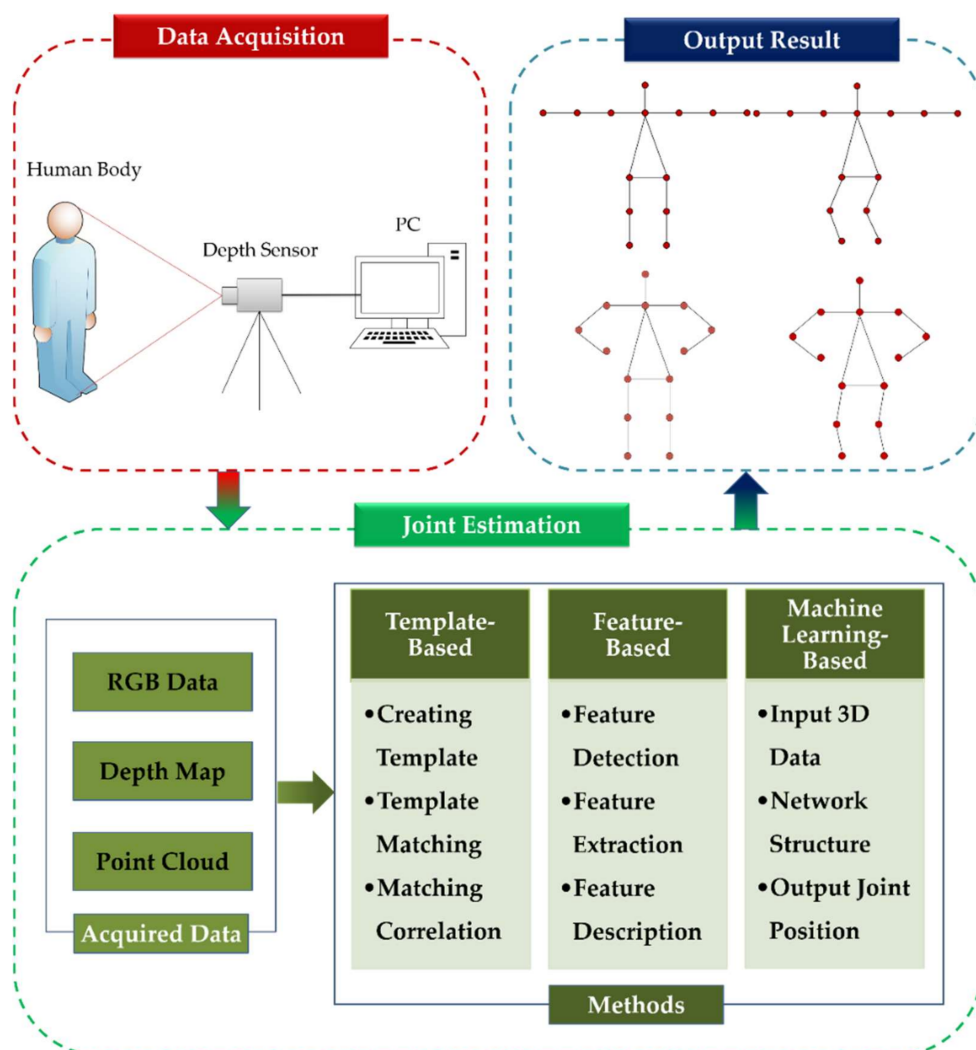 Data Acquisition
Human Body
Depth Sensor
PC
Output Result
Joint Estimation
RGB Data
Depth Map
Point Cloud
Acquired Data
Template-
Based
•Creating
Template
•Template
Matching
•Matching
Correlation
Feature-
Based
•Feature
Detection
•Feature
Extraction
•Feature
Description
Machine
Learning-
Based
•Input 3D
Data
•Network
Structure
•Output Joint
Position
Methods